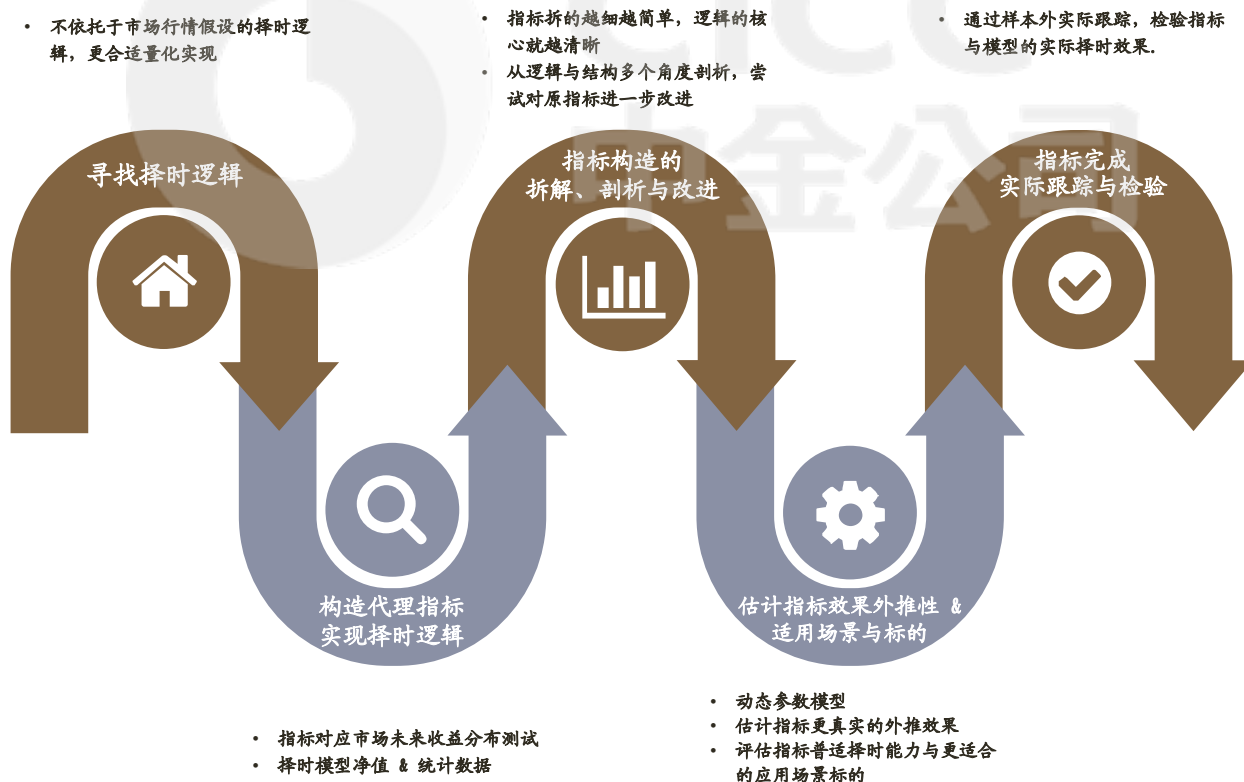 • 不依托于市场行情假设的择时逻
辑，更合适量化实现
• 指标拆的越细越简单，逻辑的核
心就越清晰
• 从逻辑与结构多个角度剖析，尝
试对原指标进一步改进
• 通过样本外实际跟踪，检验指标
与模型的实际择时效果.
CICC
中金公司
寻找择时逻辑
指标构造的
拆解、剖析与改进
指标完成
实际跟踪与检验
构造代理指标
实现择时逻辑
估计指标效果外推性 &
适用场景与标的
• 指标对应市场未来收益分布测试
• 择时模型净值 & 统计数据
• 动态参数模型
• 估计指标更真实的外推效果
• 评估指标普适择时能力与更适合
的应用场景标的